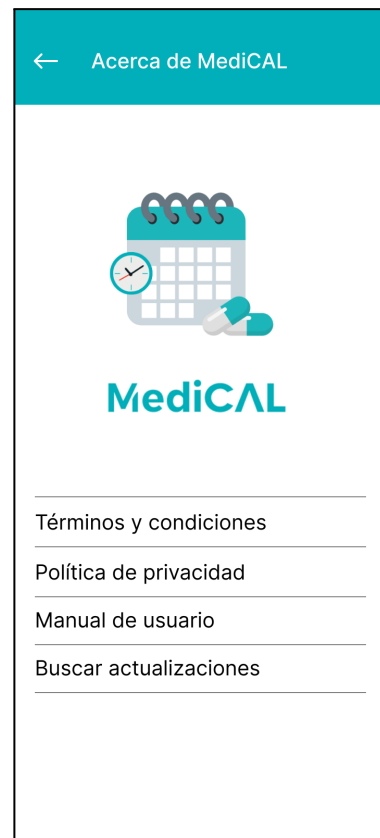 Acerca de MediCAL
MediCAL
Términos y condiciones
Política de privacidad
Manual de usuario
Buscar actualizaciones